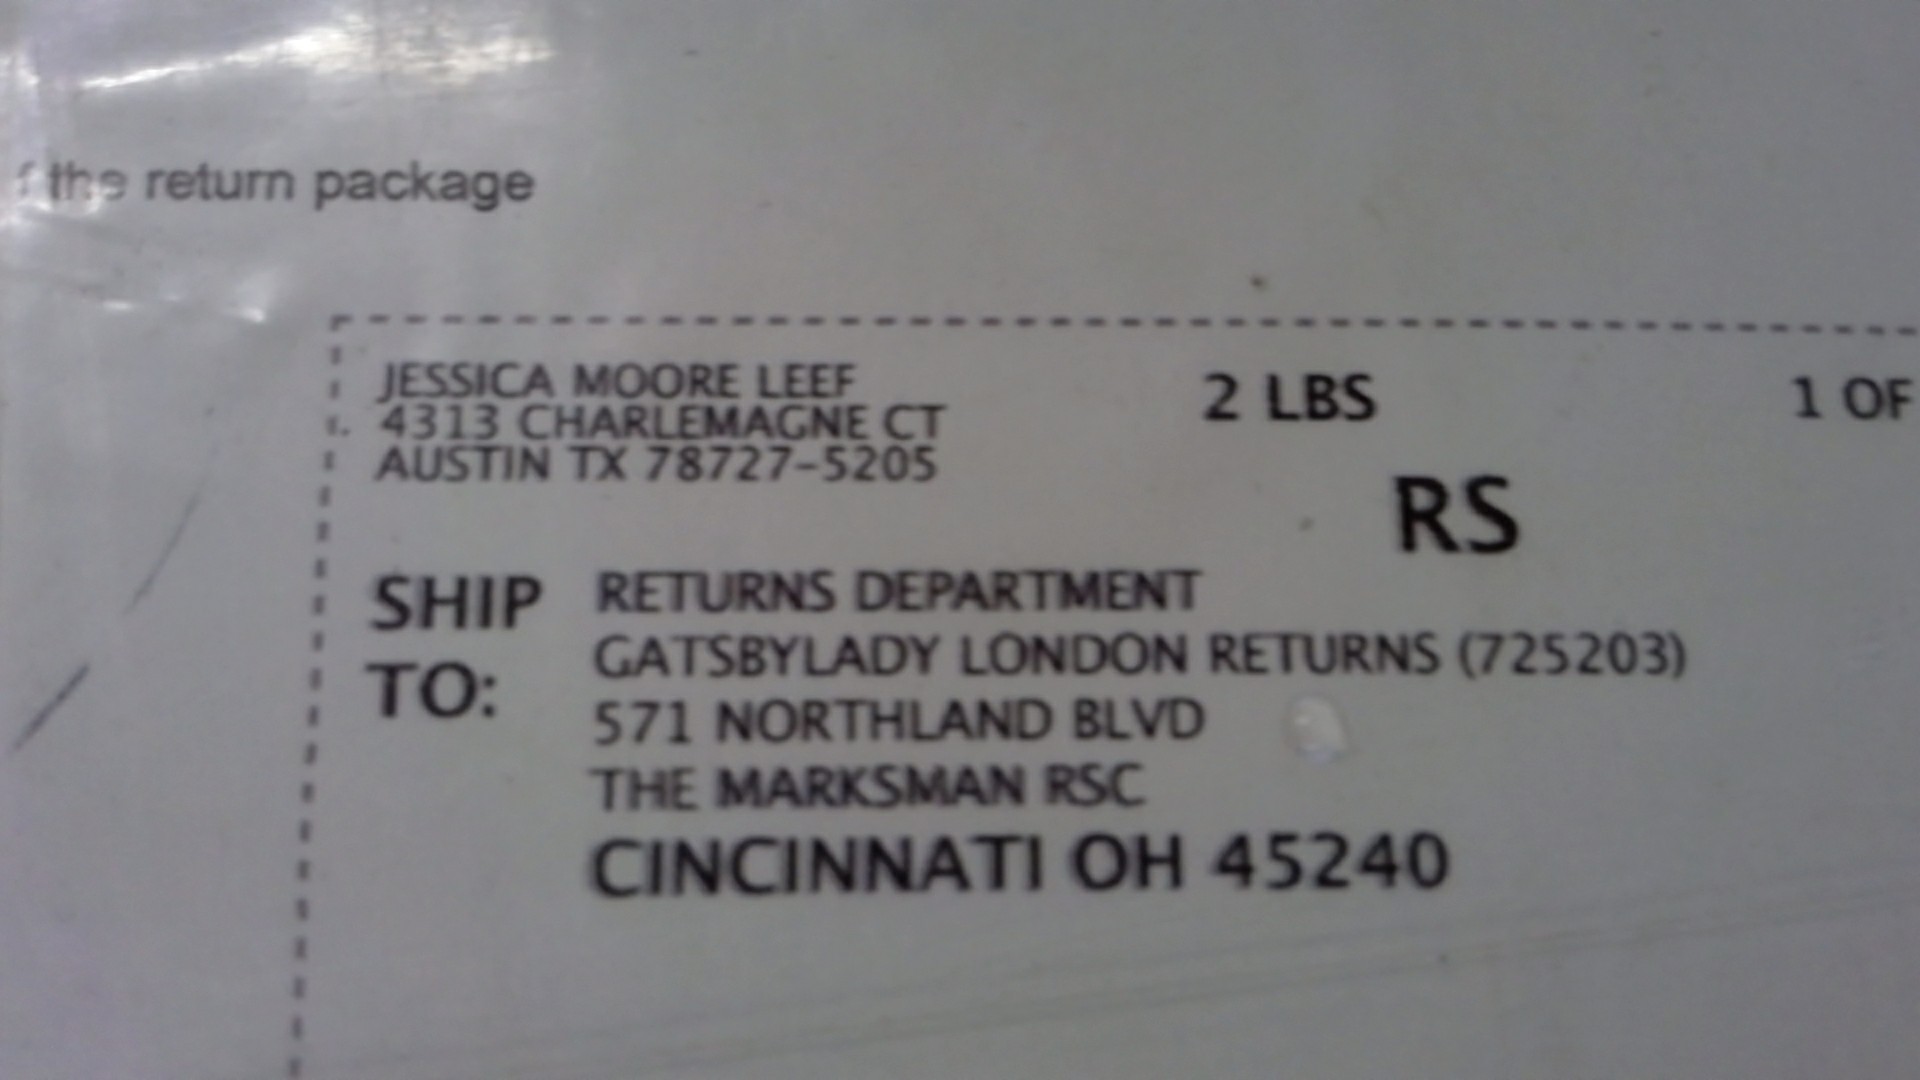 the return package
JESSICA MOORE LEEF
4313 CHARLEMAGNE CT
AUSTIN TX 78727-5205
2 LBS
1 OF
RS
SHIP TO:
RETURNS DEPARTMENT
GATSBYLADY LONDON RETURNS (725203)
571 NORTHLAND BLVD
THE MARKSMAN RSC
CINCINNATI OH 45240